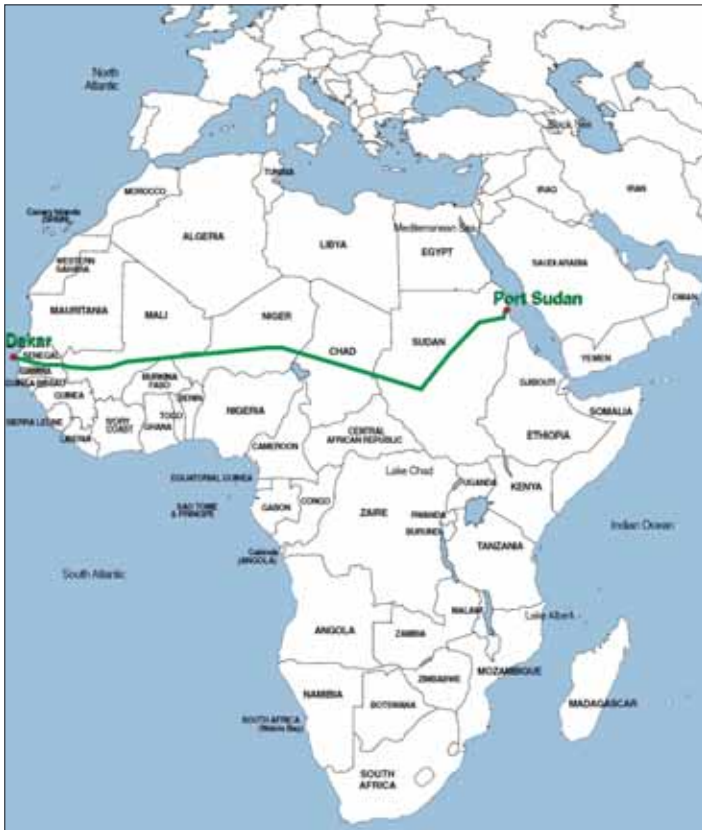 North
Atlantic
Black Sea
TUNISIA
MOROCCO
Canary Islands
(SPAIN)
IRAQ
IRAN
Mediterranean Sea
ALGERIA
LIBYA
EGYPT
WESTERN
SAHARA
SAUDI ARABIA
OMAN
MAURITANIA
MALI
NIGER
CHAD
SUDAN
Port Sudan
YEMEN
Dakar
SENEGAL
GAMBIA
GUINEA BISSAU
GUINEA
SIERRA LEONE
LIBERIA
IVORY
COAST
BURKINA
FASO
GHANA
TOGO
BENIN
NIGERIA
DJIBOUTI
SOMALIA
ETHIOPIA
CENTRAL
AFRICAN REPUBLIC
CAMEROON
Lake Chad
EQUATORIAL GUINEA
UGANDA
KENYA
SAO TOME
& PRINCIPE
GABON
CONGO
ZAIRE
RWANDA
BURUNDI
Indian Ocean
TANZANIA
Cabinda
(ANGOLA)
South Atlantic
MALAWI
Lake Albert
ANGOLA
ZAMBIA
MOZAMBIQUE
ZIMBABWE
NAMIBIA
BOTSWANA
MADAGASCAR
SOUTH AFRICA
(Walvis Bay)
SOUTH
AFRICA